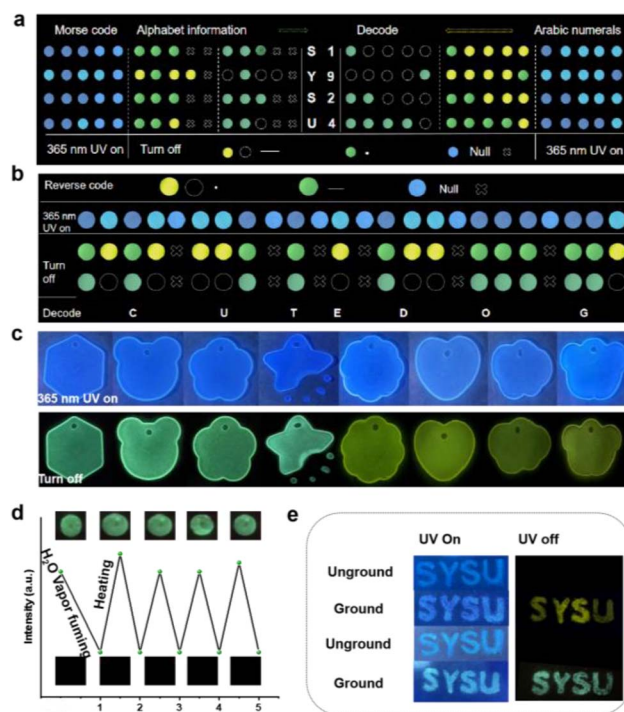 a
Morse code Alphabet information Decode Arabic numerals
S 1
Y 9
S 2
U 4
365 nm UV on Turn off Null 365 nm UV on
b
Reverse code Null
365 nm
UV on
Turn
off
Decode C U T E D O G
c
365 nm UV on
Turn off
d
Intensity (a.u.)
H2O Vapor fuming
Heating
1 2 3 4 5
e
UV On UV off
Unground SYSU
Ground SYSU SYSU
Unground SYSU
Ground SYSU SYSU